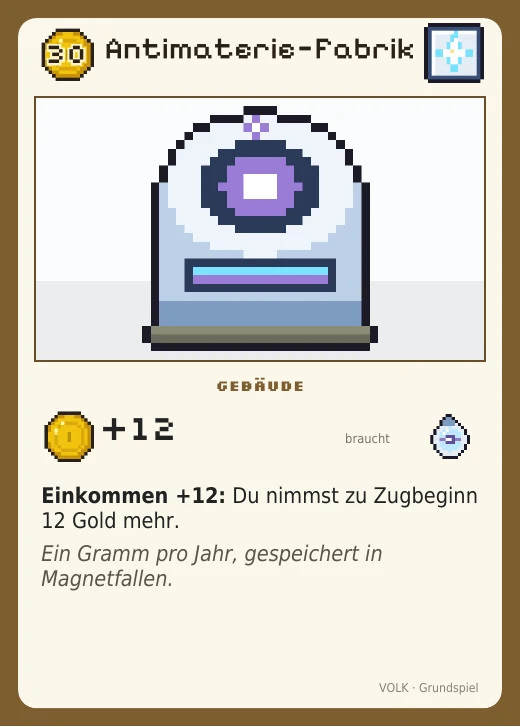 30 Antimaterie-Fabrik
GEBÄUDE
+12
braucht
Einkommen +12: Du nimmst zu Zugbeginn
12 Gold mehr.
Ein Gramm pro Jahr, gespeichert in
Magnetfallen.
VOLK · Grundspiel